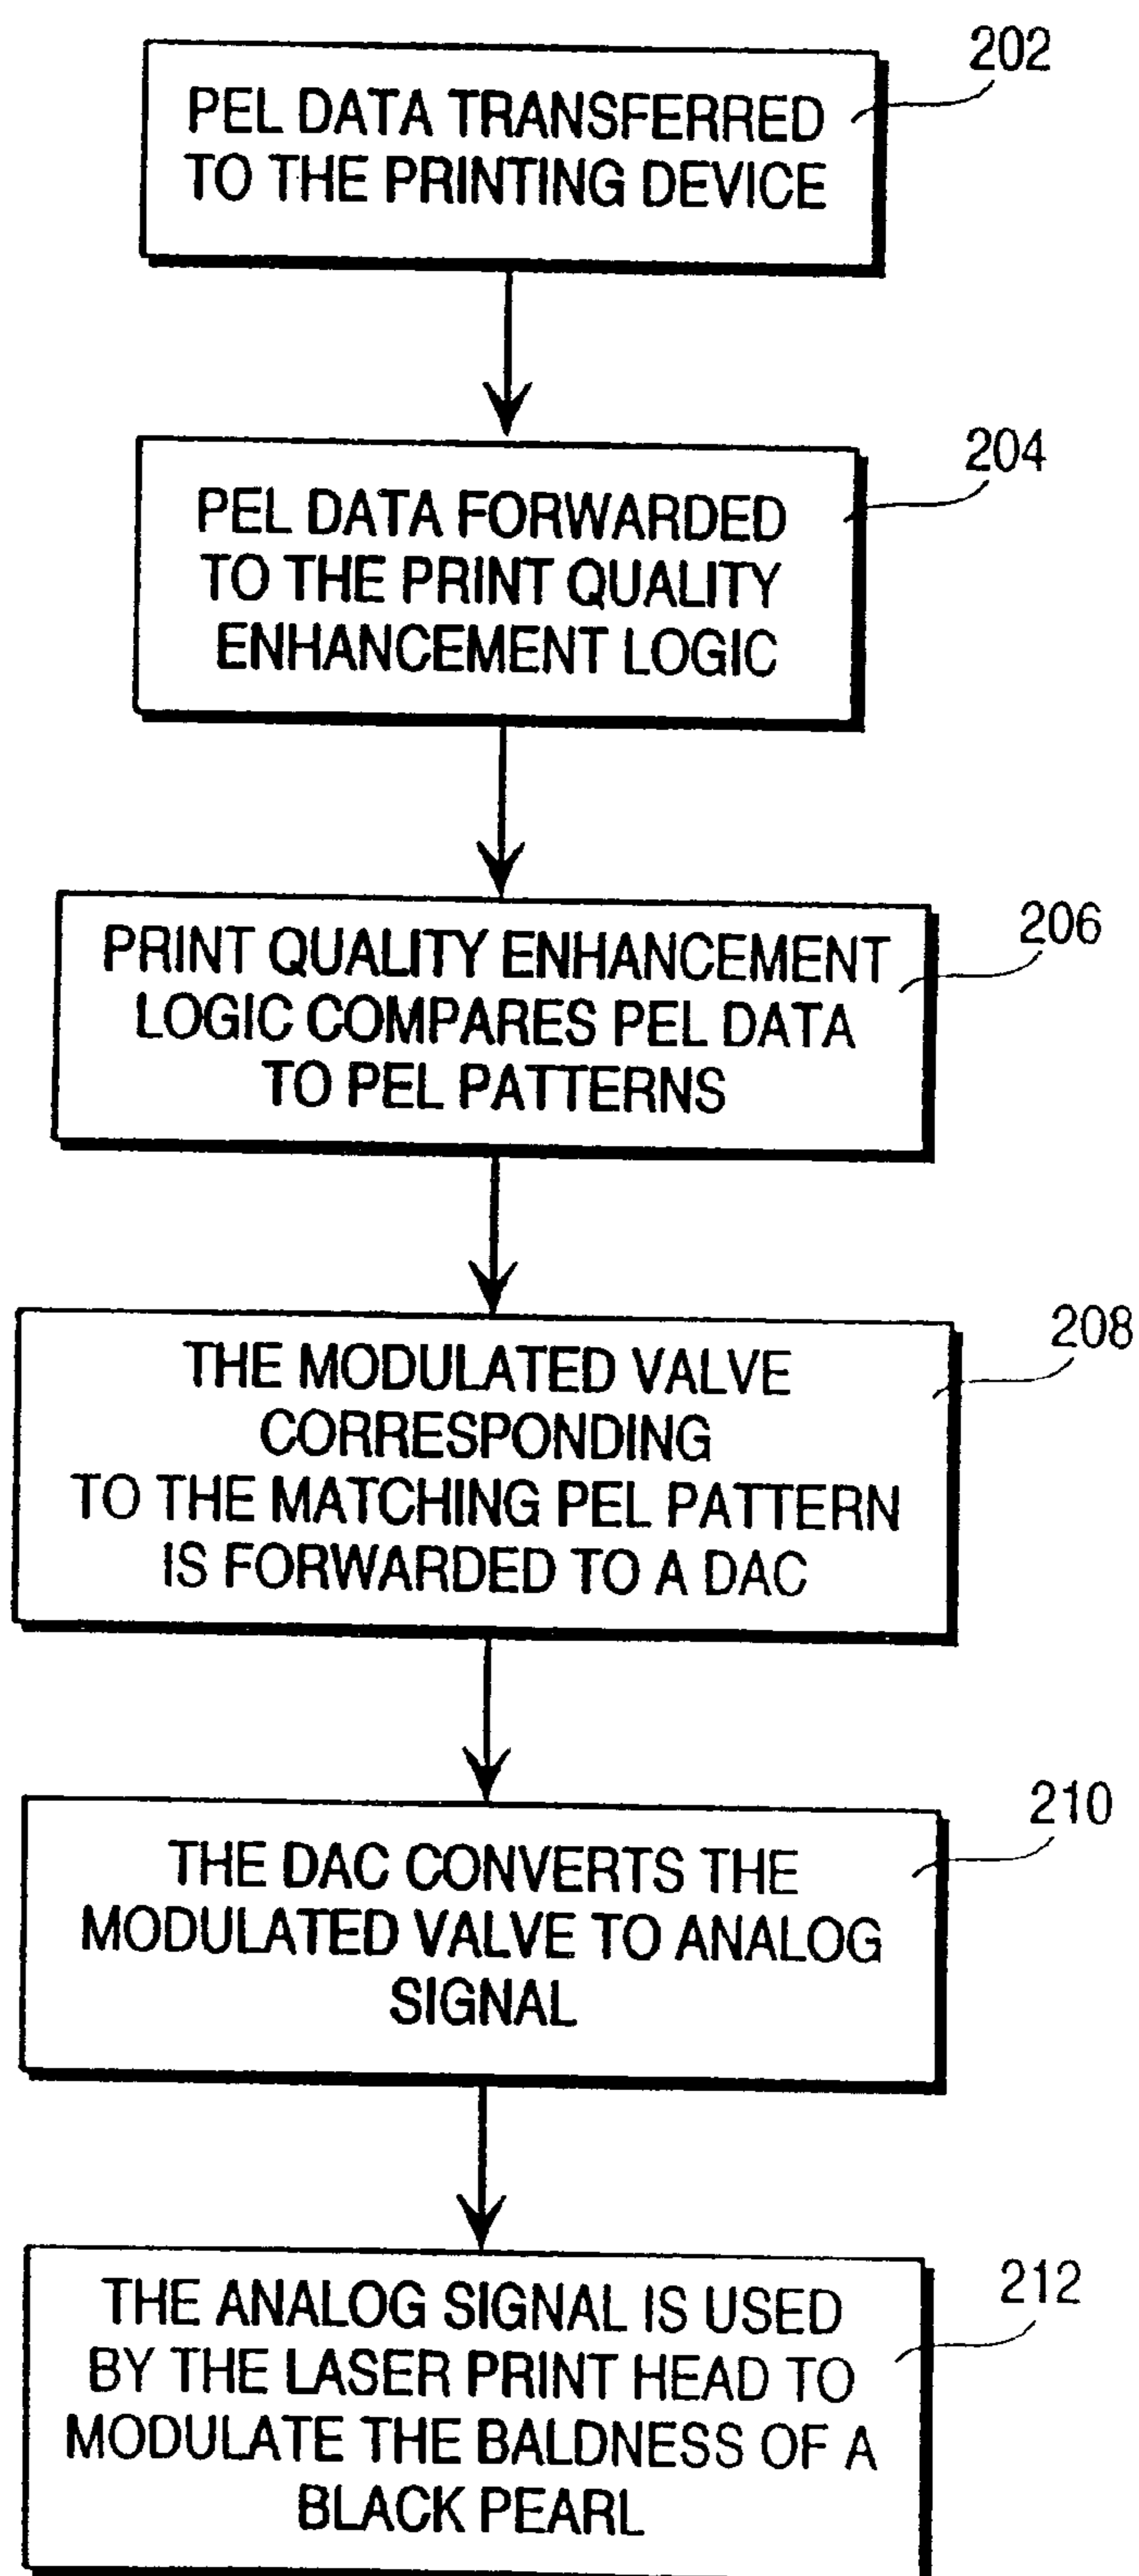 202
PEL DATA TRANSFERRED
TO THE PRINTING DEVICE
204
PEL DATA FORWARDED
TO THE PRINT QUALITY
ENHANCEMENT LOGIC
206
PRINT QUALITY ENHANCEMENT
LOGIC COMPARES PEL DATA
TO PEL PATTERNS
208
THE MODULATED VALVE
CORRESPONDING
TO THE MATCHING PEL PATTERN
IS FORWARDED TO A DAC
210
THE DAC CONVERTS THE
MODULATED VALVE TO ANALOG
SIGNAL
212
THE ANALOG SIGNAL IS USED
BY THE LASER PRINT HEAD TO
MODULATE THE BALDNESS OF A
BLACK PEARL